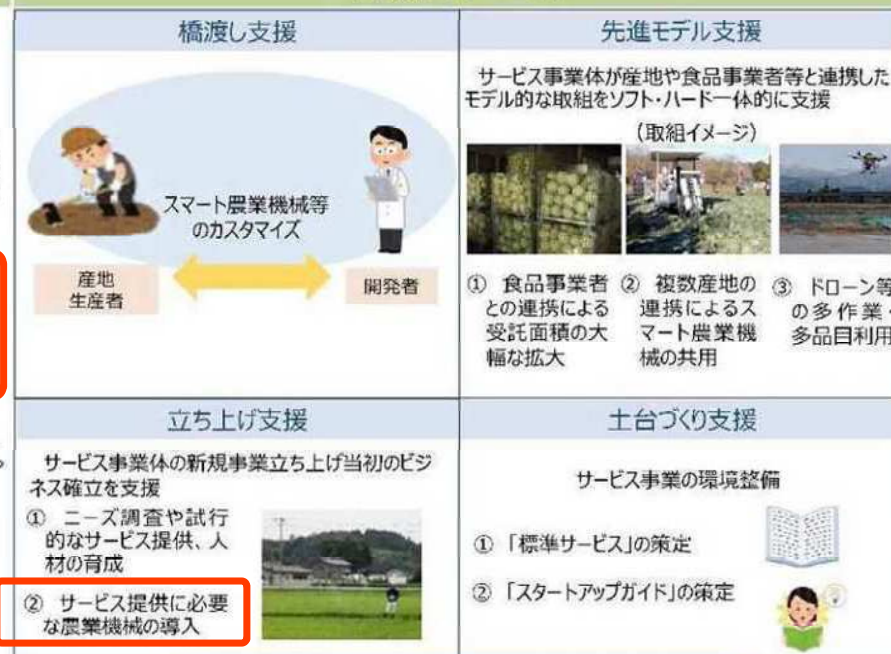 橋渡し支援
スマート農業機械等
のカスタマイズ
産地
生産者
開発者
先進モデル支援
サービス事業体が産地や食品事業者等と連携した
モデル的な取組をソフト・ハード一体的に支援
(取組イメージ)
① 食品事業者
との連携による
受託面積の大
幅な拡大
② 複数産地の
連携によるス
マート農業機
械の共用
③ ドローン等
の多作業・
多品目利用
立ち上げ支援
サービス事業体の新規事業立ち上げ当初のビジ
ネス確立を支援
① ニーズ調査や試行
的なサービス提供、人
材の育成
② サービス提供に必要
な農業機械の導入
土台づくり支援
サービス事業の環境整備
① 「標準サービス」の策定
② 「スタートアップガイド」の策定